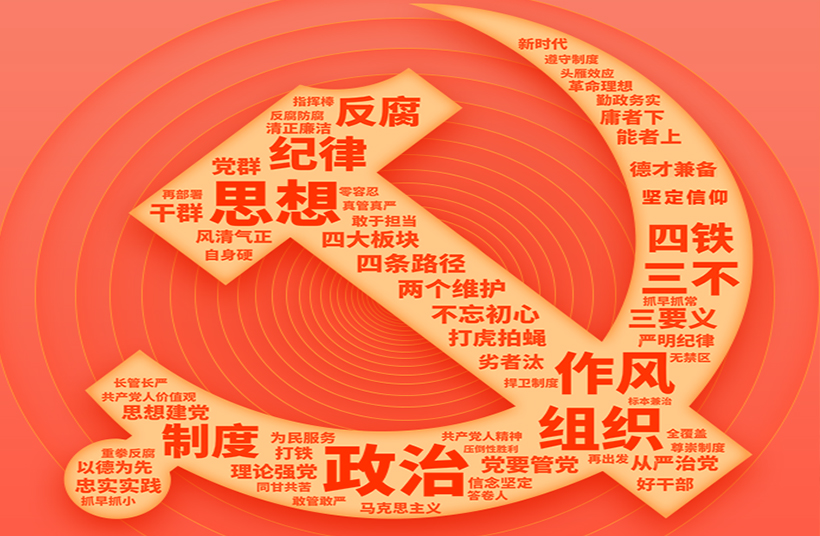 新时代
遵守制度
头雁效应
革命理想
勤政务实
庸者下
能者上
德才兼备
坚定信仰
四铁
三不
抓早抓常
三要义
严明纪律
无禁区
指挥棒
反腐
反腐防腐
清正廉洁
纪律
党群
思想
再部署
干群
零容忍
真管真严
敢于担当
风清气正
自身硬
四大板块
四条路径
两个维护
不忘初心
打虎拍蝇
劣者汰
捍卫制度
作风
标本兼治
组织
全覆盖
尊崇制度
再出发
从严治党
好干部
长管长严
共产党人价值观
思想建党
制度
为民服务
打铁
重拳反腐
以德为先
忠实实践
抓早抓小
理论强党
同甘共苦
政治
敢管敢严
马克思主义
共产党人精神
压倒性胜利
党要管党
信念坚定
答卷人